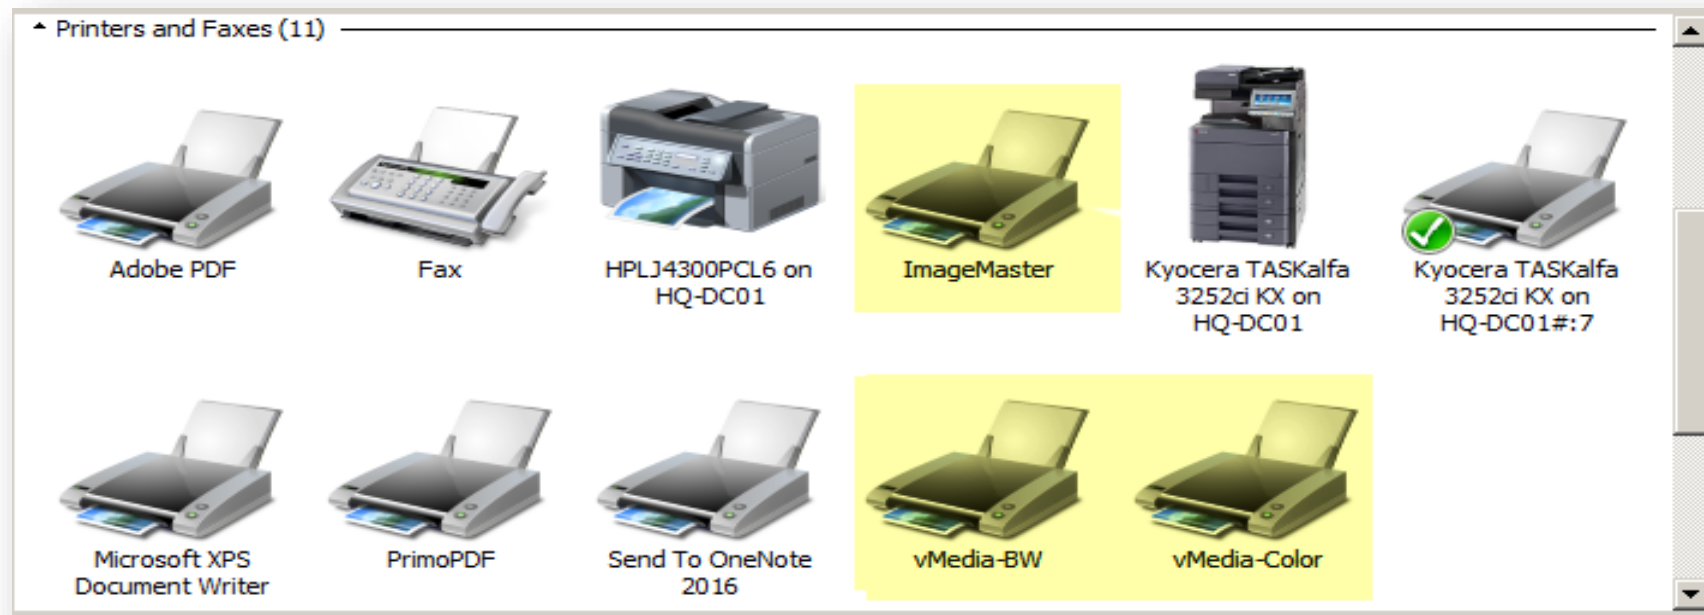 Printers and Faxes (11)
Adobe PDF
Fax
HPLJ4300PCL6 on
HQ-DC01
ImageMaster
Kyocera TASKalfa
3252ci KX on
HQ-DC01
Kyocera TASKalfa
3252ci KX on
HQ-DC01#:7
Microsoft XPS
Document Writer
PrimoPDF
Send To OneNote
2016
vMedia-BW
vMedia-Color